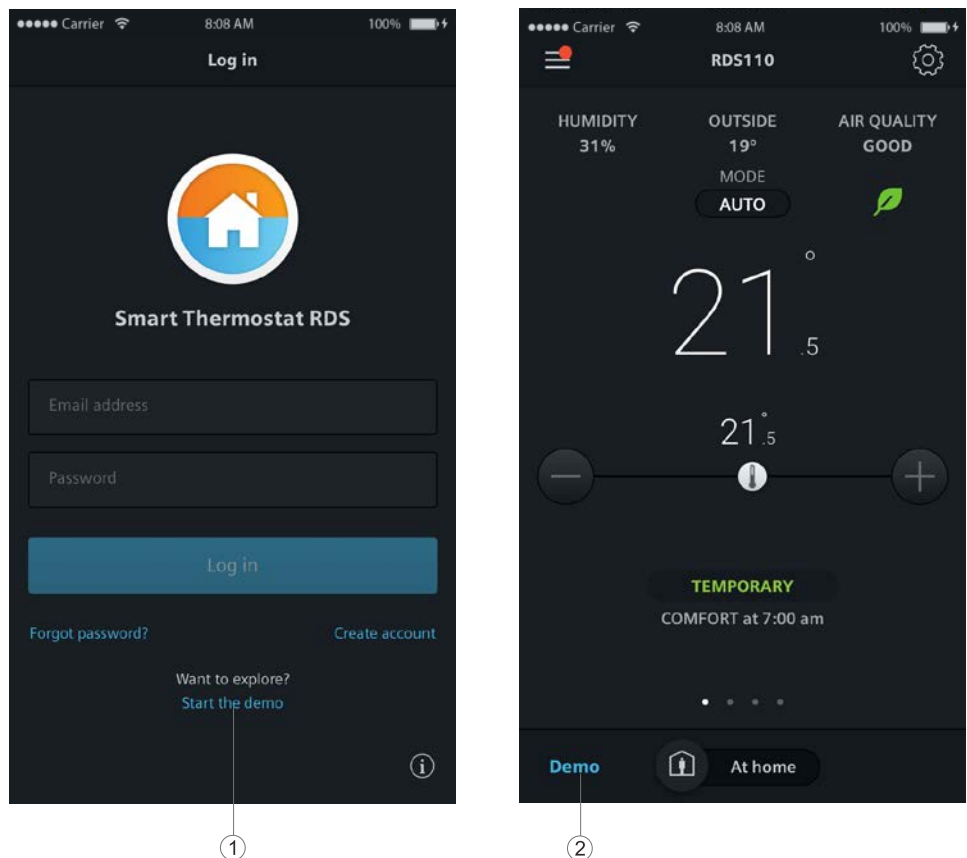 Carrier 8:08 AM 100%
Log in
Smart Thermostat RDS
Email address
Password
Log in
Forgot password? Create account
Want to explore?
Start the demo
i
1
Carrier 8:08 AM 100%
RDS110
HUMIDITY OUTSIDE AIR QUALITY
31% 19° GOOD
MODE
AUTO
21.5°
21.5°
TEMPORARY
COMFORT at 7:00 am
Demo At home
2